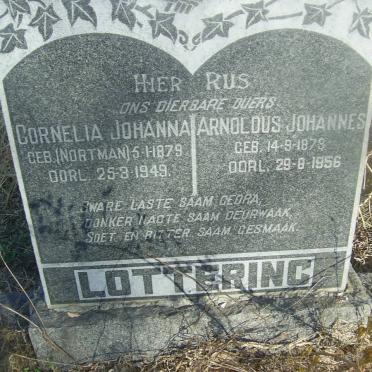 HIER RUS
ONS DIERBARE OUERS
CORNELIA JOHANNA
GEB. (NORTMAN) 5-1-1879
OORL. 25-3-1949.
ARNOLDUS JOHANNES
GEB. 14-9-1878
OORL. 29-8-1956
SWARE LASTE SAAM GEDRA,
DONKER NAGTE SAAM DEURWAAK,
SOET EN BITTER SAAM GESMAAK.
LOTTERING